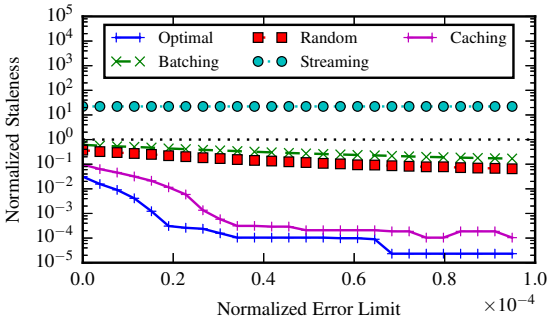 10^5
10^4
10^3
10^2
10^1
10^0
10^-1
10^-2
10^-3
10^-4
10^-5
Normalized Staleness
Optimal Random Caching
Batching Streaming
0.0 0.2 0.4 0.6 0.8 1.0
×10^-4
Normalized Error Limit